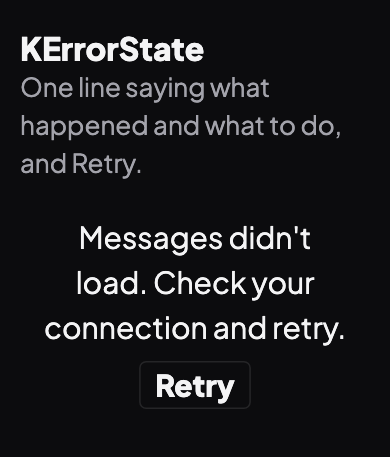 KErrorState
One line saying what
happened and what to do,
and Retry.
Messages didn't
load. Check your
connection and retry.
Retry